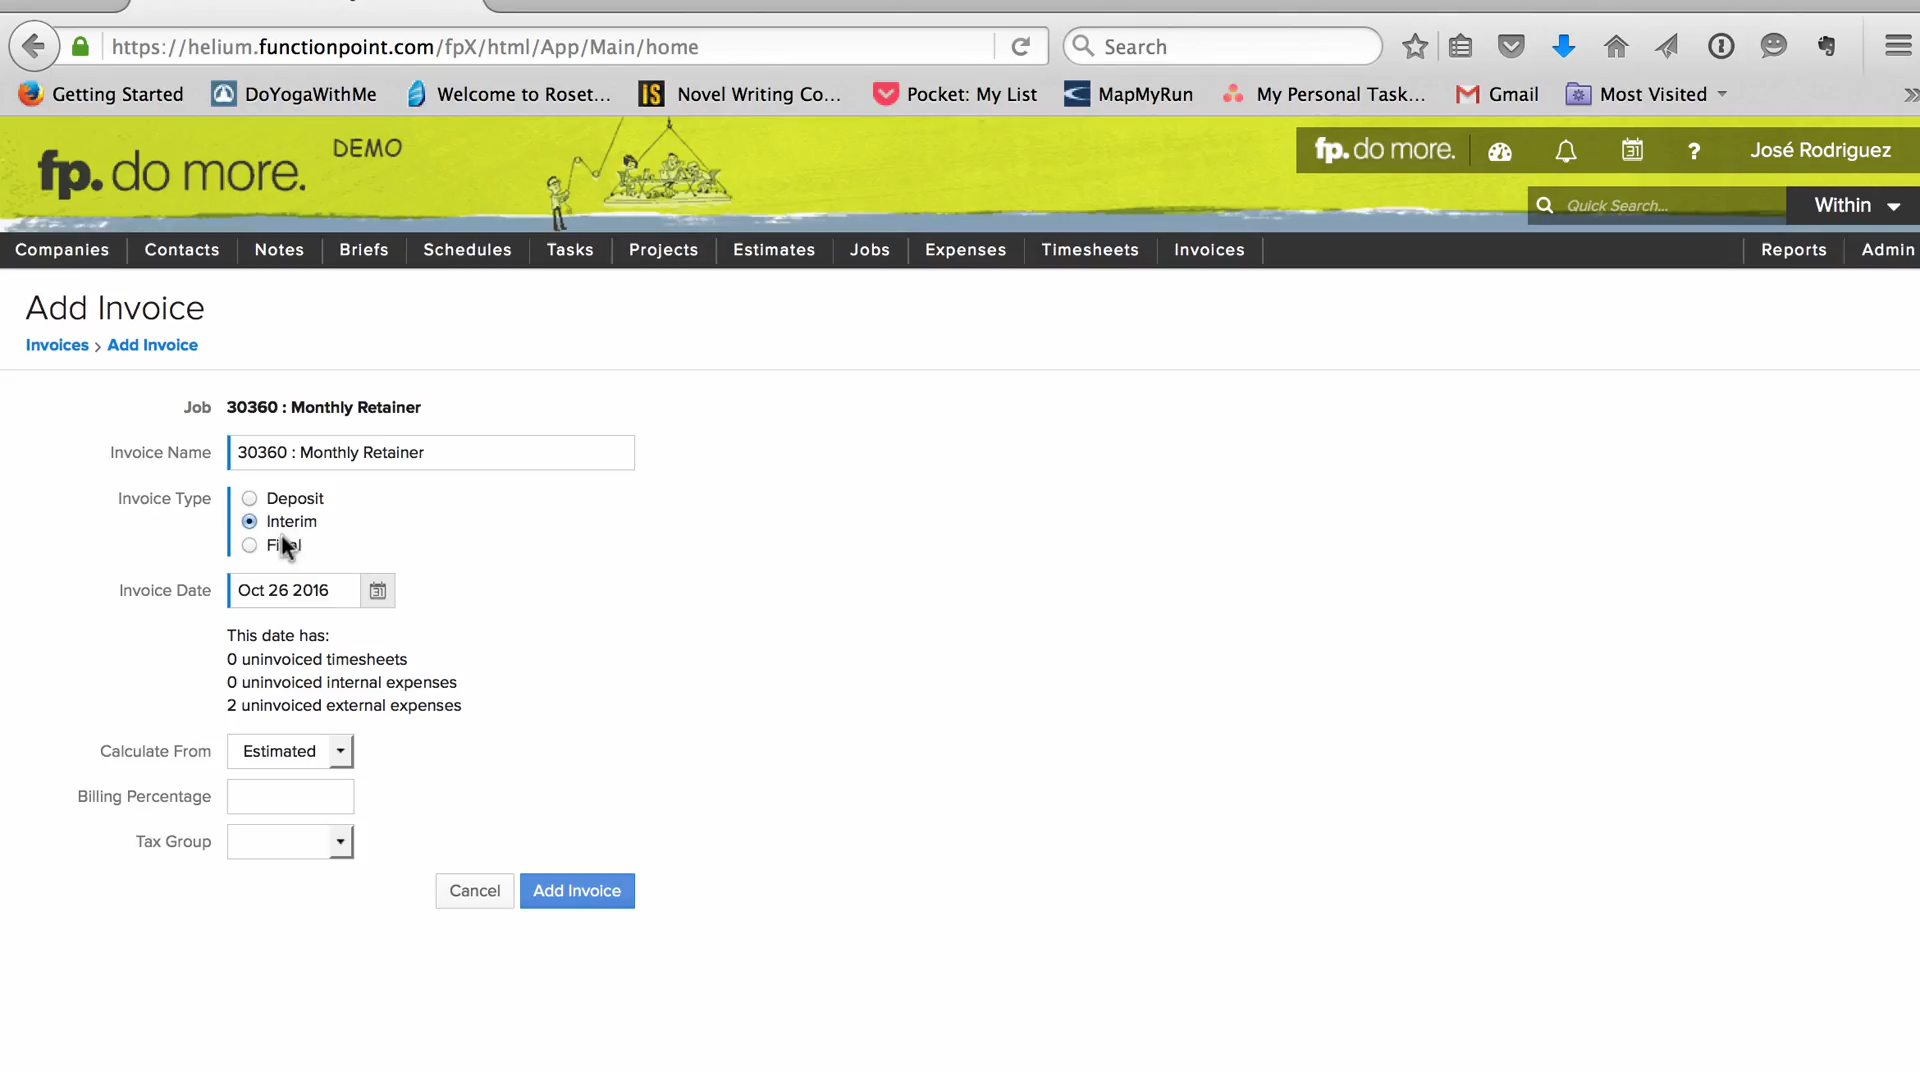 https://helium.functionpoint.com/fpX/html/App/Main/home
Search
Getting Started
DoYogaWithMe
Welcome to Roset...
IS
Novel Writing Co...
Pocket: My List
MapMyRun
My Personal Task...
Gmail
Most Visited
fp. do more.
DEMO
fp. do more.
31
?
José Rodriguez
Quick Search...
Within
Companies
Contacts
Notes
Briefs
Schedules
Tasks
Projects
Estimates
Jobs
Expenses
Timesheets
Invoices
Reports
Admin
Add Invoice
Invoices > Add Invoice
Job 30360 : Monthly Retainer
Invoice Name 30360 : Monthly Retainer
Invoice Type Deposit
Interim
Final
Invoice Date Oct 26 2016 31
This date has:
0 uninvoiced timesheets
0 uninvoiced internal expenses
2 uninvoiced external expenses
Calculate From Estimated
Billing Percentage
Tax Group
Cancel Add Invoice